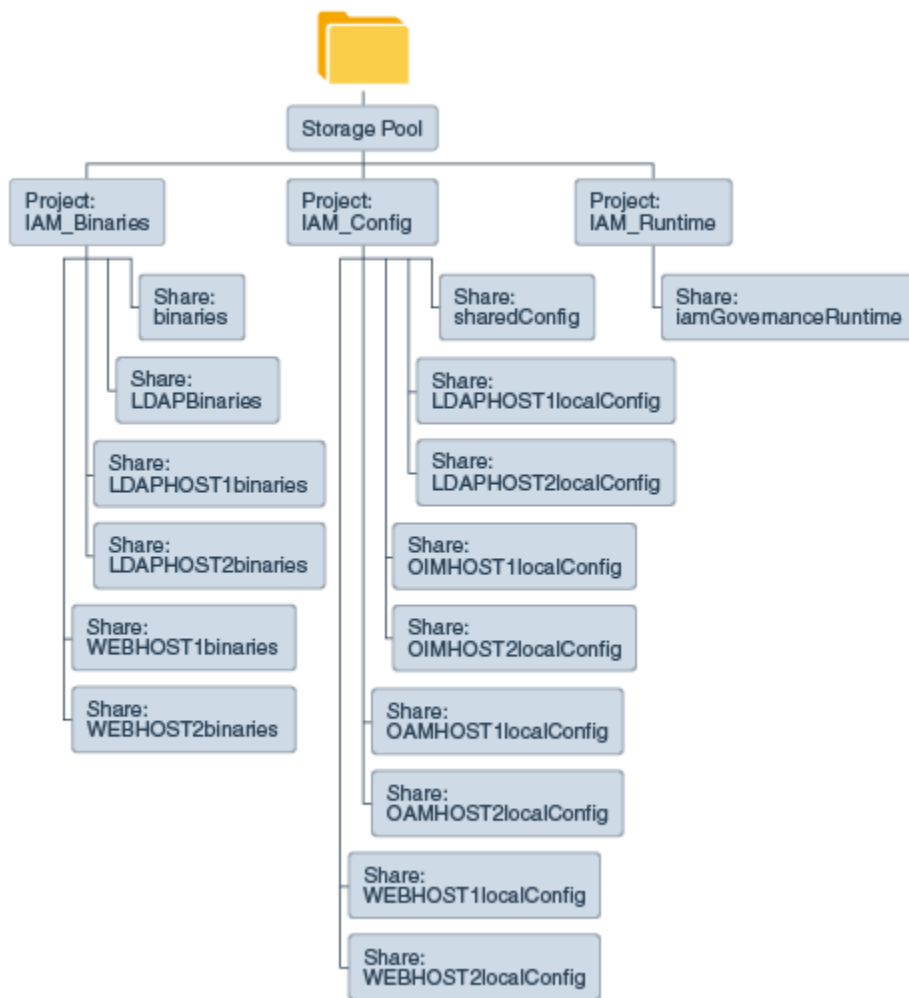 Storage Pool
Project:
IAM_Binaries
Project:
IAM_Config
Project:
IAM_Runtime
Share:
binaries
Share:
LDAPBinaries
Share:
LDAPHOST1binaries
Share:
LDAPHOST2binaries
Share:
WEBHOST1binaries
Share:
WEBHOST2binaries
Share:
sharedConfig
Share:
LDAPHOST1localConfig
Share:
LDAPHOST2localConfig
Share:
OIMHOST1localConfig
Share:
OIMHOST2localConfig
Share:
OAMHOST1localConfig
Share:
OAMHOST2localConfig
Share:
WEBHOST1localConfig
Share:
WEBHOST2localConfig
Share:
iamGovernanceRuntime